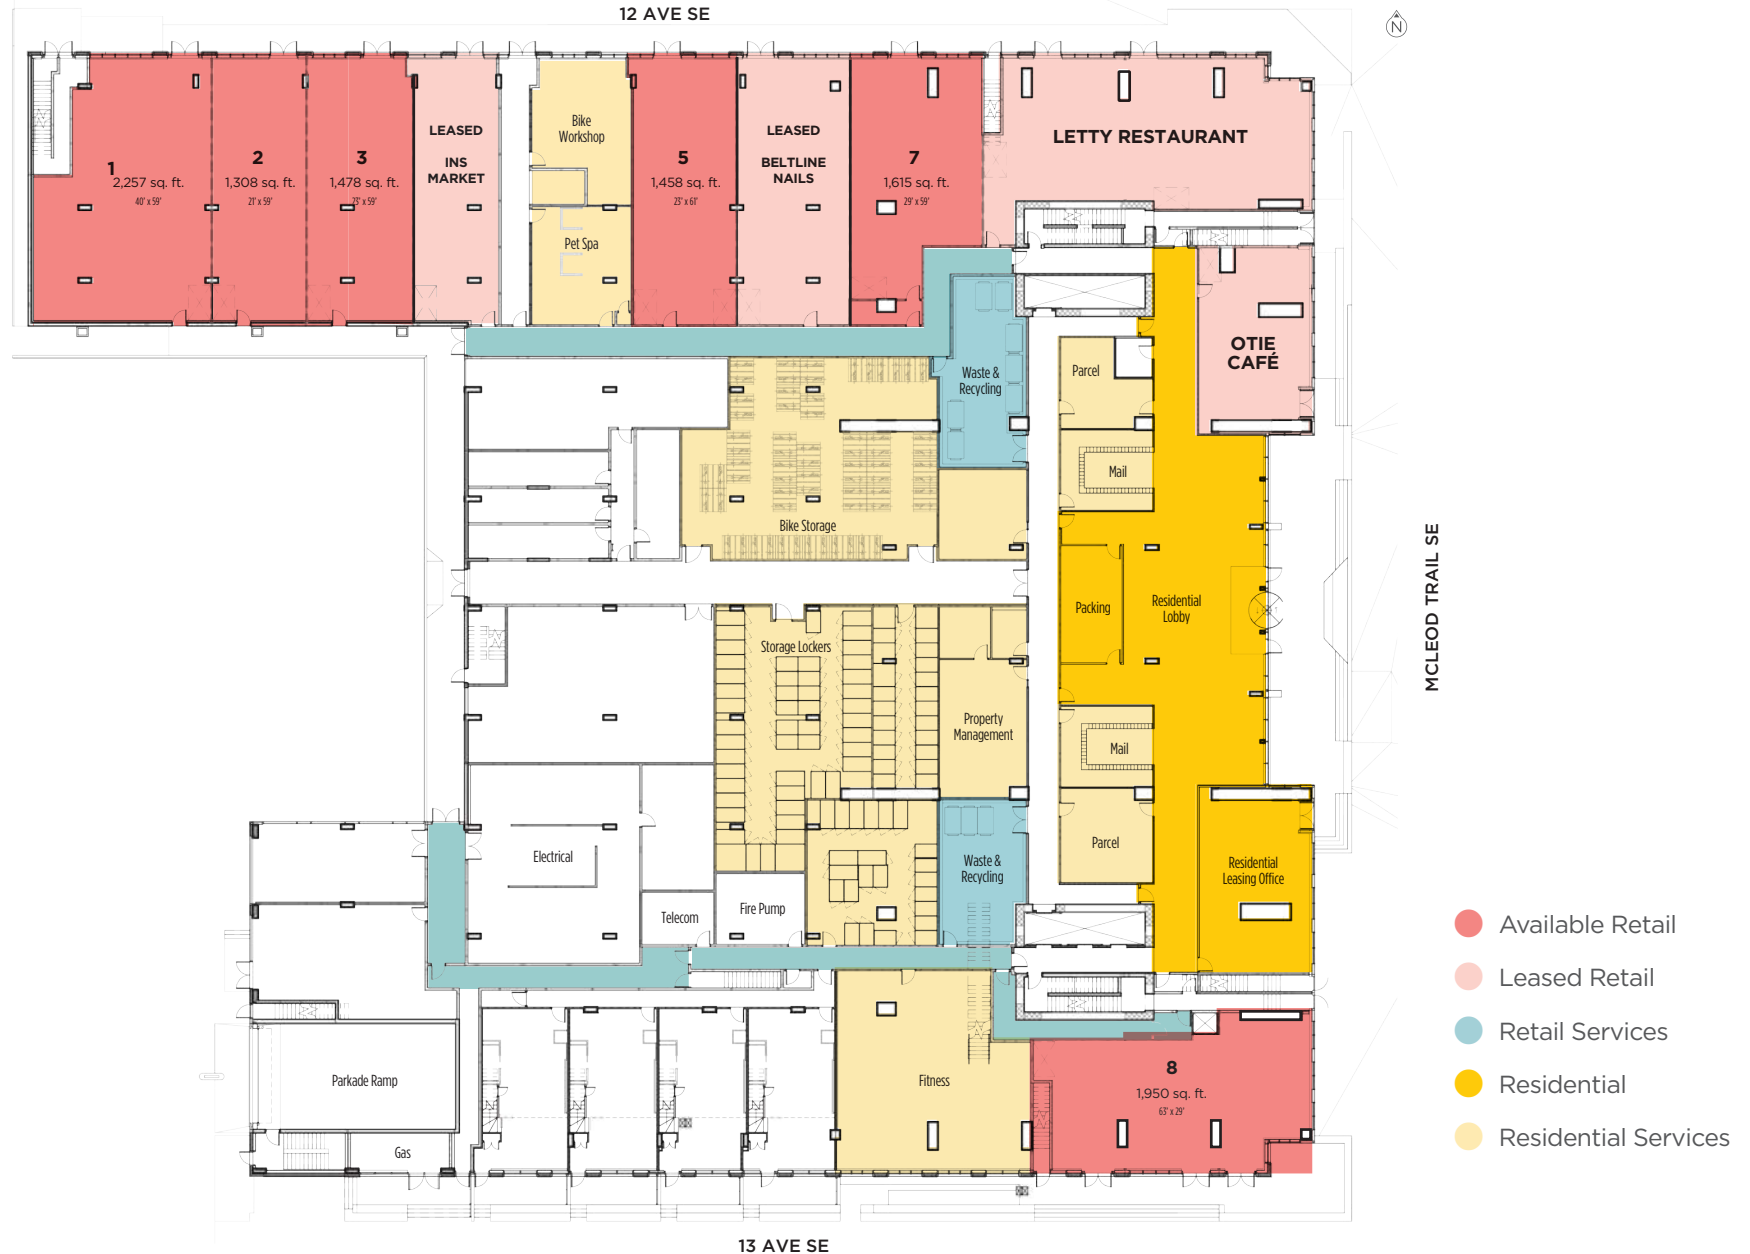 12 AVE SE
N
1
2,257 sq. ft.
40' x 59'
2
1,308 sq. ft.
21' x 59'
3
1,478 sq. ft.
23' x 59'
LEASED
INS
MARKET
Bike
Workshop
Pet Spa
5
1,458 sq. ft.
23' x 61'
LEASED
BELTLINE
NAILS
7
1,615 sq. ft.
29' x 59'
LETTY RESTAURANT
OTIE
CAFÉ
Waste &
Recycling
Parcel
Mail
Bike Storage
Packing
Residential
Lobby
MCLEOD TRAIL SE
Storage Lockers
Property
Management
Mail
Parcel
Electrical
Waste &
Recycling
Residential
Leasing Office
Telecom
Fire Pump
Parkade Ramp
Gas
Fitness
8
1,950 sq. ft.
63' x 29'
Available Retail
Leased Retail
Retail Services
Residential
Residential Services
13 AVE SE